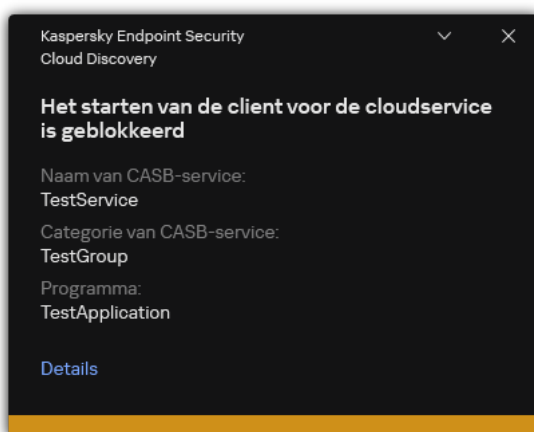 Kaspersky Endpoint Security
Cloud Discovery
Het starten van de client voor de cloudservice
is geblokkeerd
Naam van CASB-service:
TestService
Categorie van CASB-service:
TestGroup
Programma:
TestApplication
Details